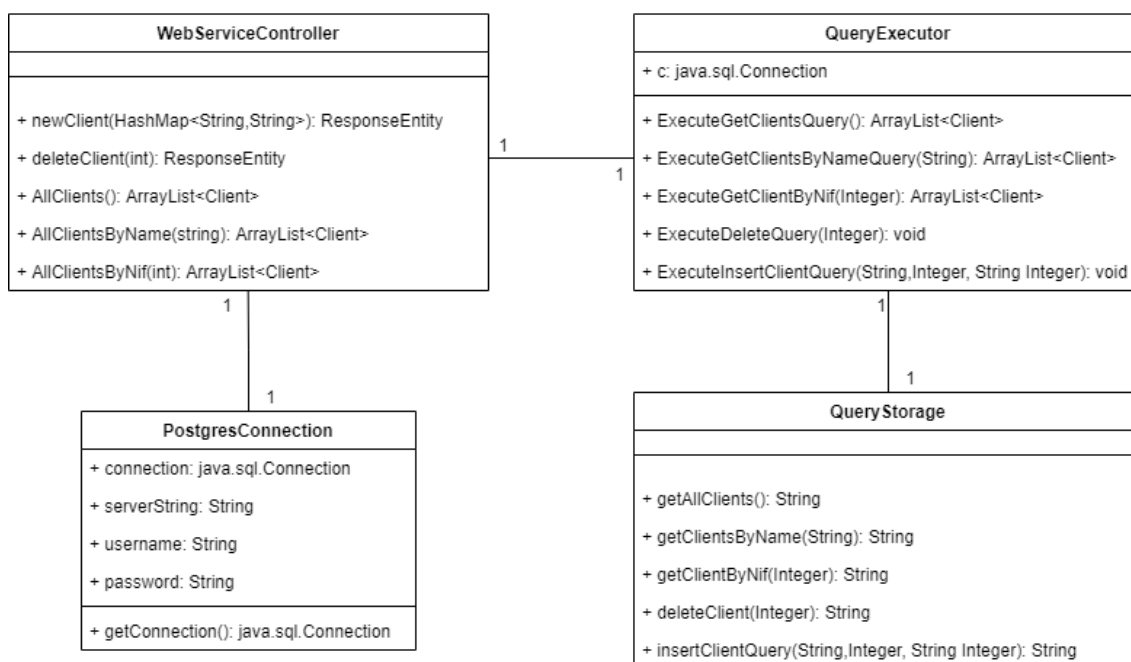 WebServiceController
+ newClient(HashMap<String,String>): ResponseEntity
+ deleteClient(int): ResponseEntity
+ AllClients(): ArrayList<Client>
+ AllClientsByName(string): ArrayList<Client>
+ AllClientsByNif(int): ArrayList<Client>
1
1
QueryExecutor
+ c: java.sql.Connection
+ ExecuteGetClientsQuery(): ArrayList<Client>
+ ExecuteGetClientsByNameQuery(String): ArrayList<Client>
+ ExecuteGetClientByNif(Integer): ArrayList<Client>
+ ExecuteDeleteQuery(Integer): void
+ ExecuteInsertClientQuery(String,Integer, String Integer): void
1
1
PostgresConnection
+ connection: java.sql.Connection
+ serverString: String
+ username: String
+ password: String
+ getConnection(): java.sql.Connection
1
1
QueryStorage
+ getAllClients(): String
+ getClientsByName(String): String
+ getClientByNif(Integer): String
+ deleteClient(Integer): String
+ insertClientQuery(String,Integer, String Integer): String